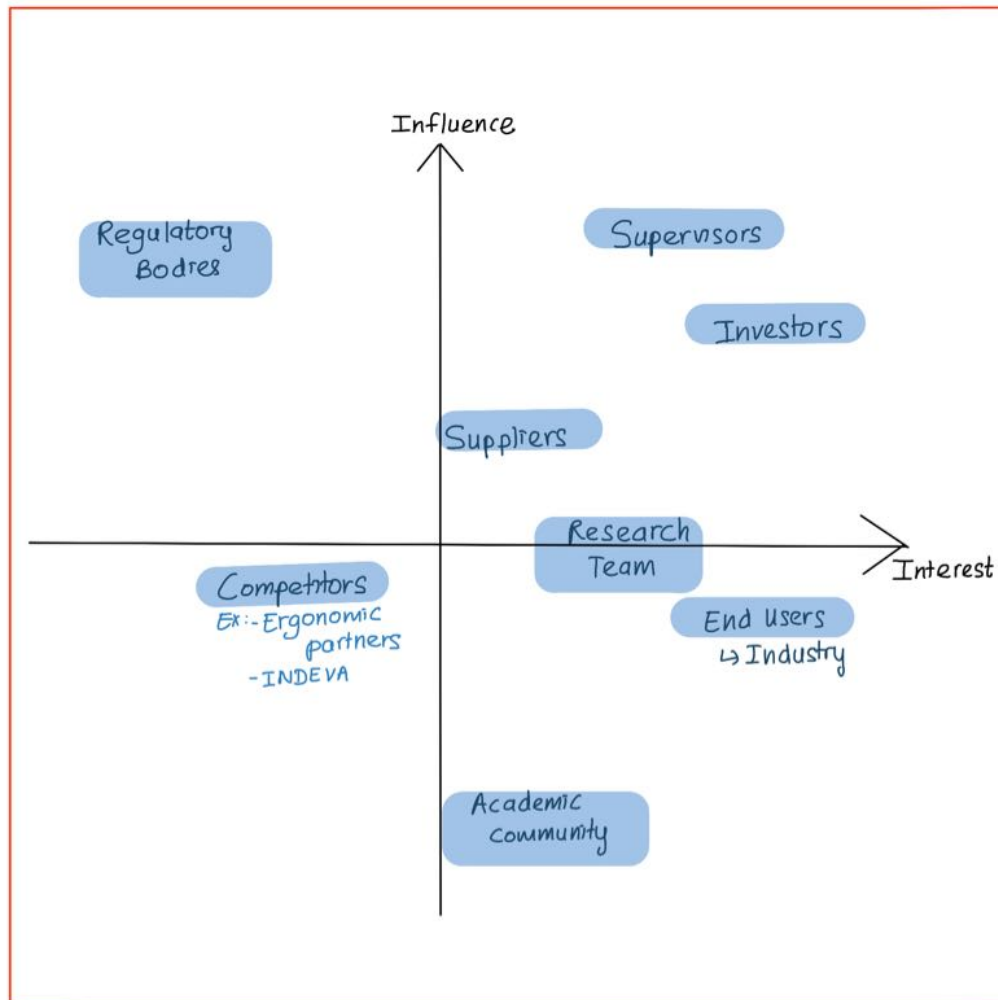 Influence
Regulatory
Bodies
Supervisors
Investors
Suppliers
Research
Team
Interest
Competitors
Ex:- Ergonomic
partners
- INDEVA
End Users
↳ Industry
Academic
community